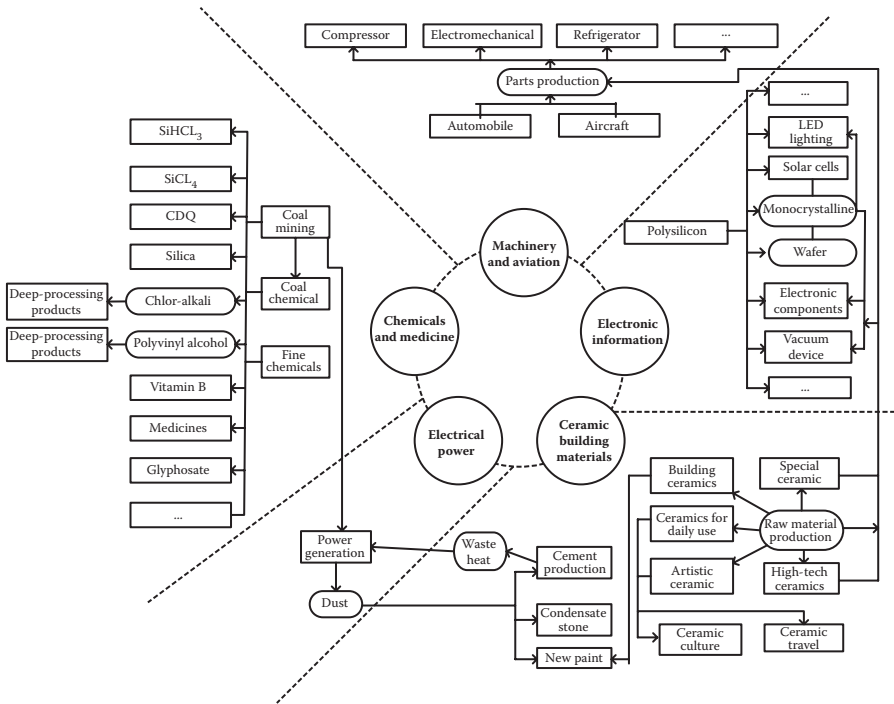 Compressor
Electromechanical
Refrigerator
...
Parts production
Automobile
Aircraft
SiHCL3
SiCL4
CDQ
Silica
Chlor-alkali
Polyvinyl alcohol
Vitamin B
Medicines
Glyphosate
...
Deep-processing
products
Deep-processing
products
Coal
mining
Coal
chemical
Fine
chemicals
Machinery
and aviation
Chemicals
and medicine
Electronic
information
Electrical
power
Ceramic
building
materials
Polysilicon
...
LED
lighting
Solar cells
Monocrystalline
Wafer
Electronic
components
Vacuum
device
...
Power
generation
Dust
Waste
heat
Cement
production
Condensate
stone
New paint
Building
ceramics
Ceramics for
daily use
Artistic
ceramic
Ceramic
culture
Special
ceramic
Raw material
production
High-tech
ceramics
Ceramic
travel